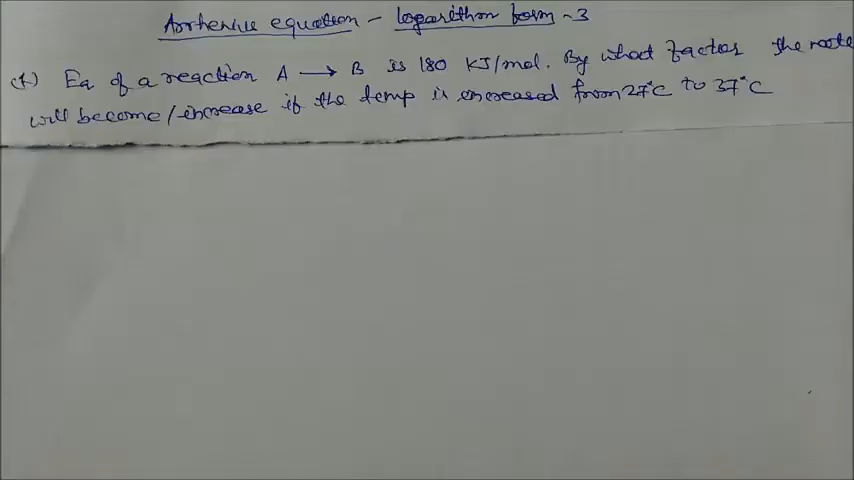 Arrhenius equation - logarithm form - 3
(1) Ea of a reaction A ⟶ B is 180 KJ/mol. By what factor the rate
will become/increase if the temp is increased from 27°C to 37°C